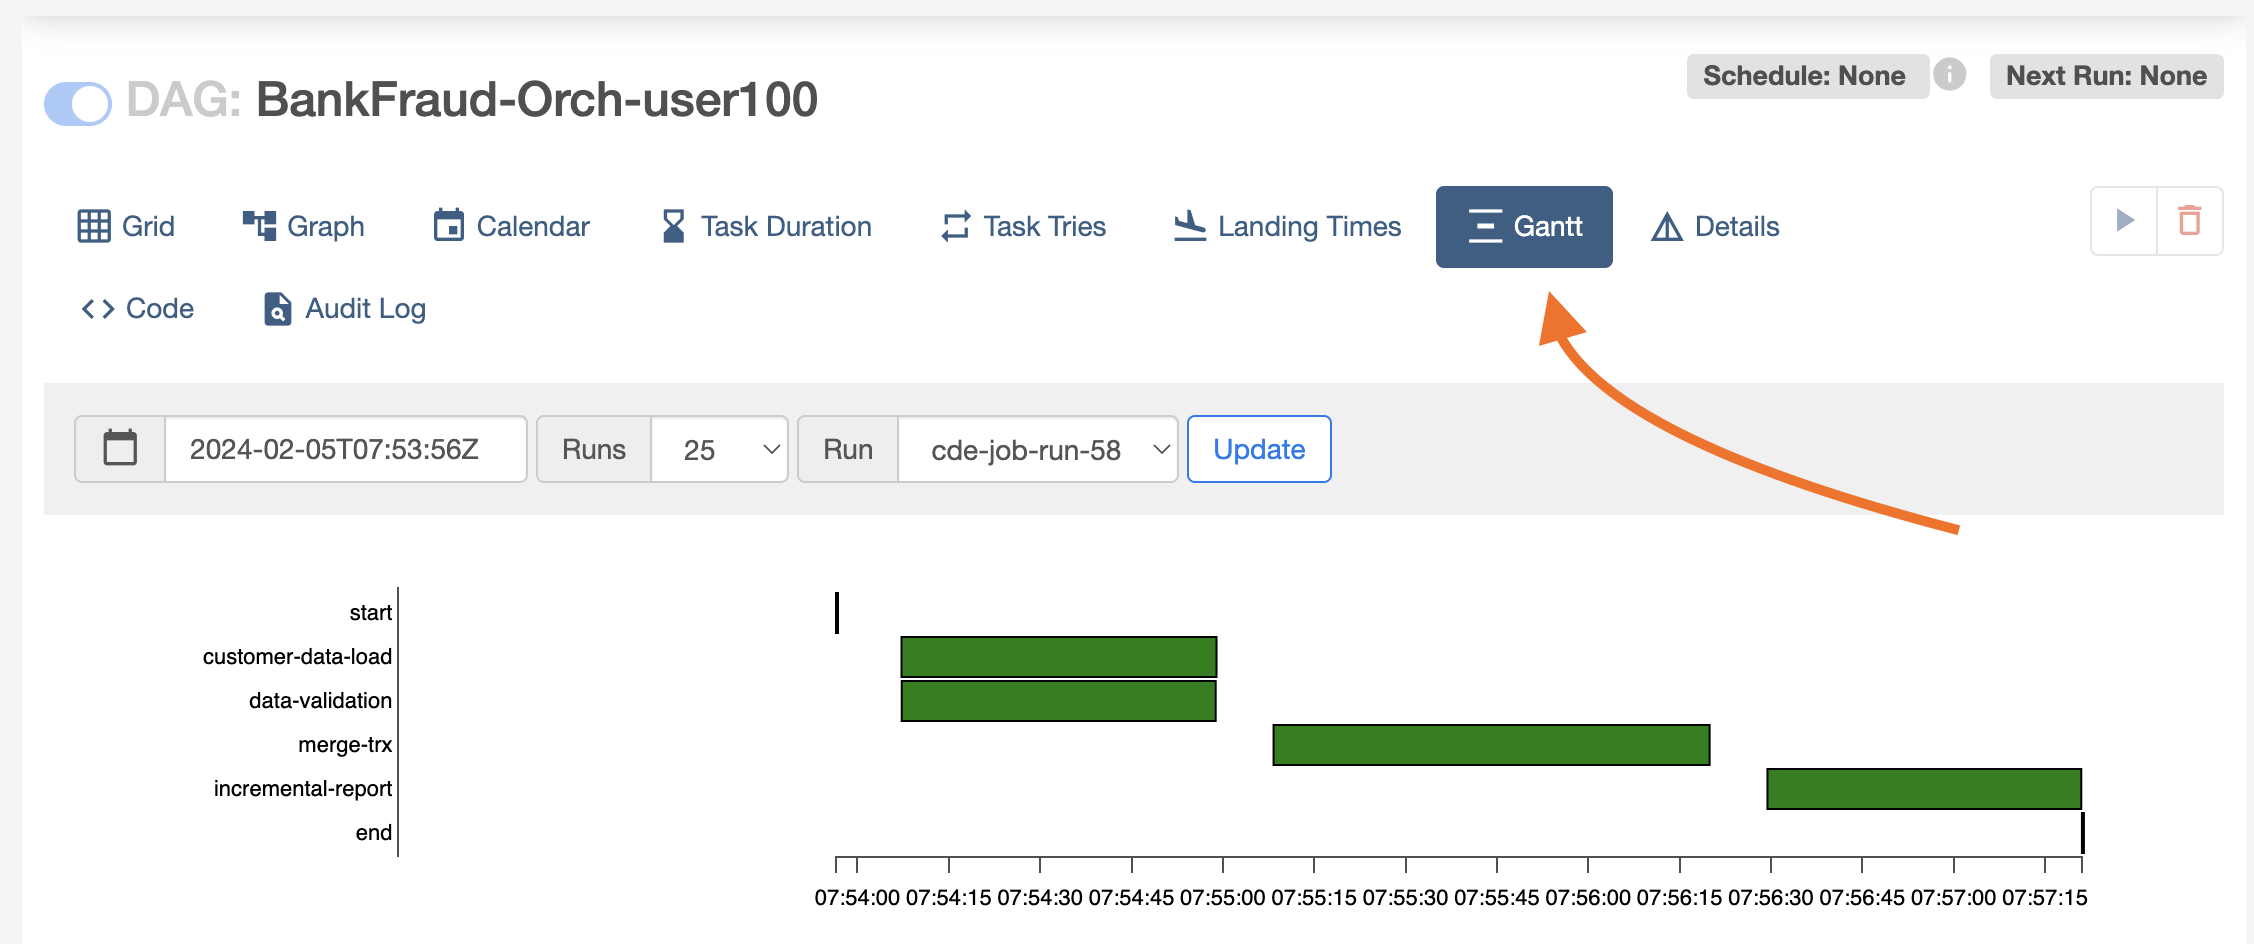 DAG: BankFraud-Orch-user100
Schedule: None
Next Run: None
Grid Graph Calendar Task Duration Task Tries Landing Times Gantt Details
Code Audit Log
2024-02-05T07:53:56Z Runs 25 Run cde-job-run-58 Update
start
customer-data-load
data-validation
merge-trx
incremental-report
end
07:54:00 07:54:15 07:54:30 07:54:45 07:55:00 07:55:15 07:55:30 07:55:45 07:56:00 07:56:15 07:56:30 07:56:45 07:57:00 07:57:15